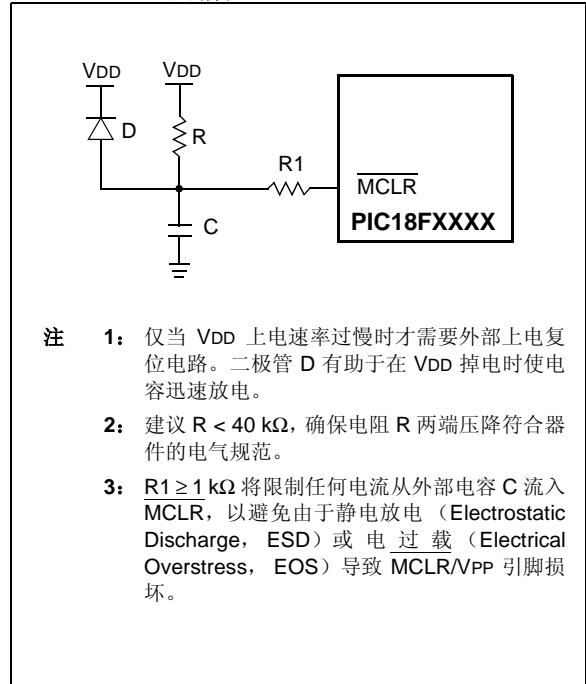 VDD VDD
D
R
R1
MCLR
PIC18FXXXX
C
注 1： 仅当 VDD 上电速率过慢时才需要外部上电复
位电路。二极管 D 有助于在 VDD 掉电时使电
容迅速放电。
2： 建议 R < 40 kΩ，确保电阻 R 两端压降符合器
件的电气规范。
3： R1 ≥ 1 kΩ 将限制任何电流从外部电容 C 流入
MCLR，以避免由于静电放电（Electrostatic
Discharge， ESD）或 电 过 载（Electrical
Overstress， EOS）导致 MCLR/VPP 引脚损
坏。